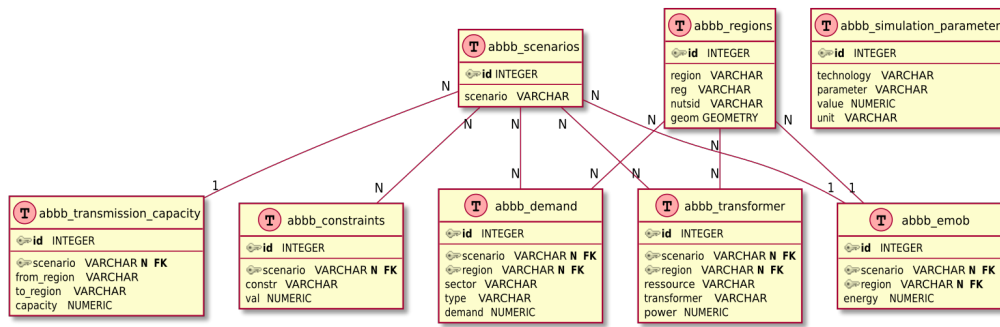 T abbb_regions
id INTEGER
region VARCHAR
reg VARCHAR
nutsid VARCHAR
geom GEOMETRY
T abbb_simulation_parameter
id INTEGER
technology VARCHAR
parameter VARCHAR
value NUMERIC
unit VARCHAR
T abbb_scenarios
id INTEGER
scenario VARCHAR
N
N
N
N
N
N
N
N
1
N
N
N
N
1
1
T abbb_transmission_capacity
id INTEGER
scenario VARCHAR N FK
from_region VARCHAR
to_region VARCHAR
capacity NUMERIC
T abbb_constraints
id INTEGER
scenario VARCHAR N FK
constr VARCHAR
val NUMERIC
T abbb_demand
id INTEGER
scenario VARCHAR N FK
region VARCHAR N FK
sector VARCHAR
type VARCHAR
demand NUMERIC
T abbb_transformer
id INTEGER
scenario VARCHAR N FK
region VARCHAR N FK
ressource VARCHAR
transformer VARCHAR
power NUMERIC
T abbb_emob
id INTEGER
scenario VARCHAR N FK
region VARCHAR N FK
energy NUMERIC